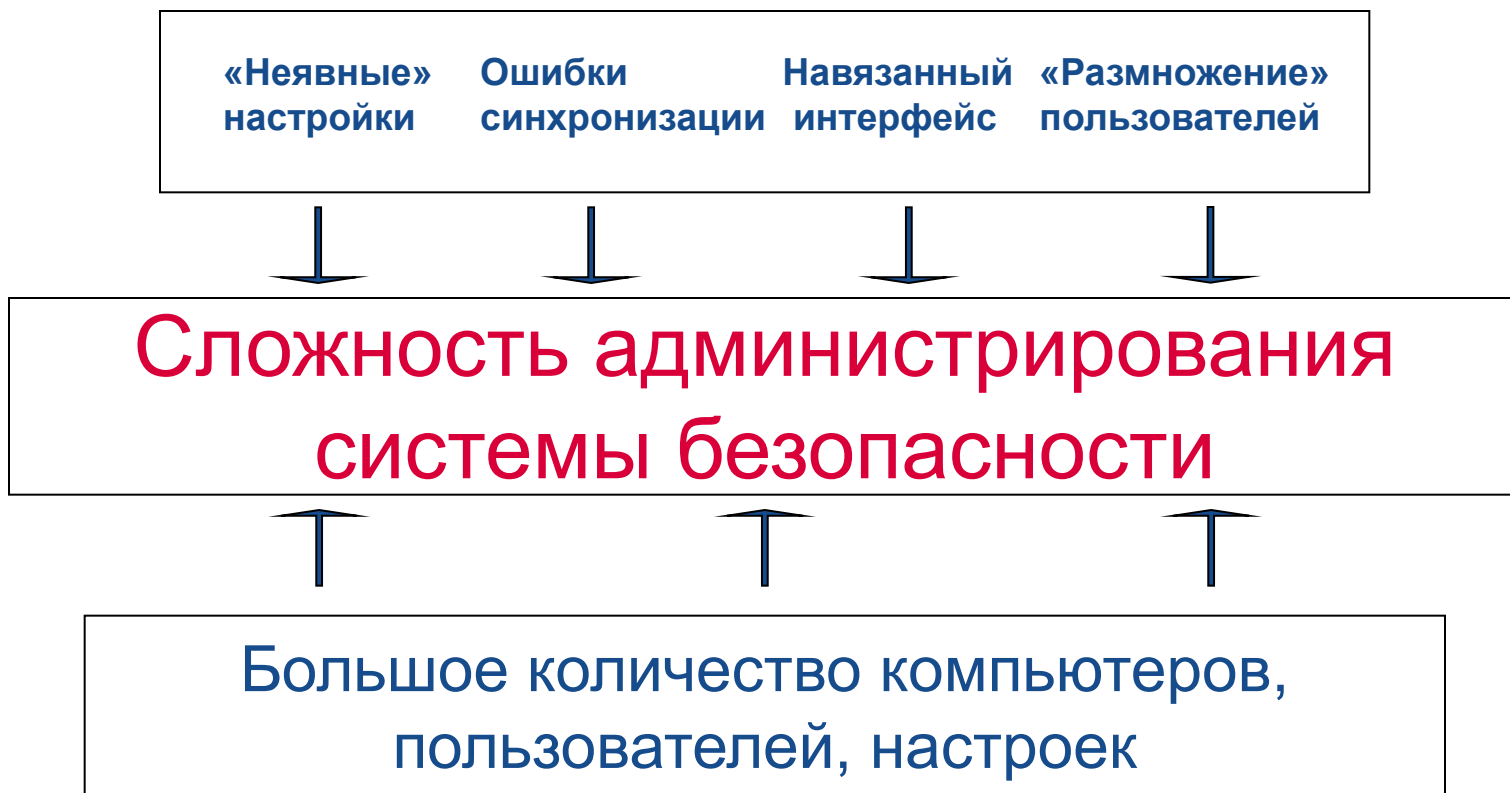 «Неявные» Ошибки Навязанный «Размножение»
настройки синхронизации интерфейс пользователей
Сложность администрирования
системы безопасности
Большое количество компьютеров,
пользователей, настроек